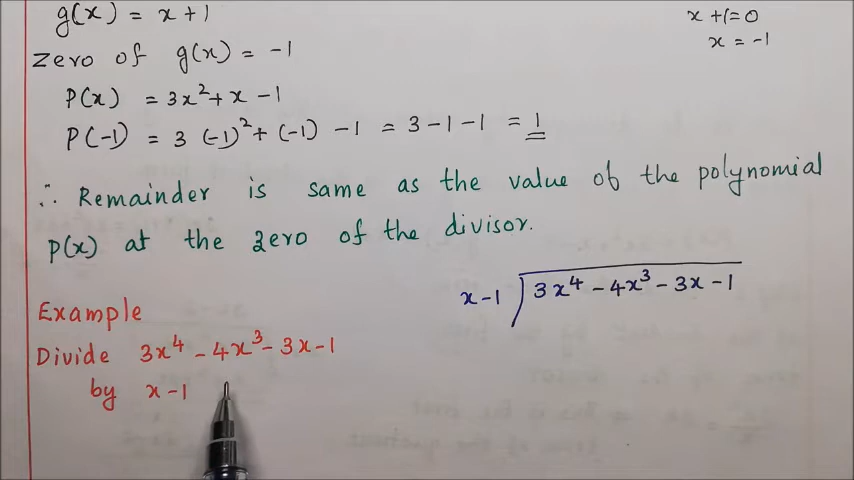 g(x) = x + 1
x + 1 = 0
x = -1
Zero of g(x) = -1
P(x) = 3x² + x - 1
P(-1) = 3 (-1)² + (-1) - 1 = 3 - 1 - 1 = 1
∴ Remainder is same as the value of the polynomial
P(x) at the zero of the divisor.
x - 1 ) 3x⁴ - 4x³ - 3x - 1
Example
Divide 3x⁴ - 4x³ - 3x - 1
by x - 1